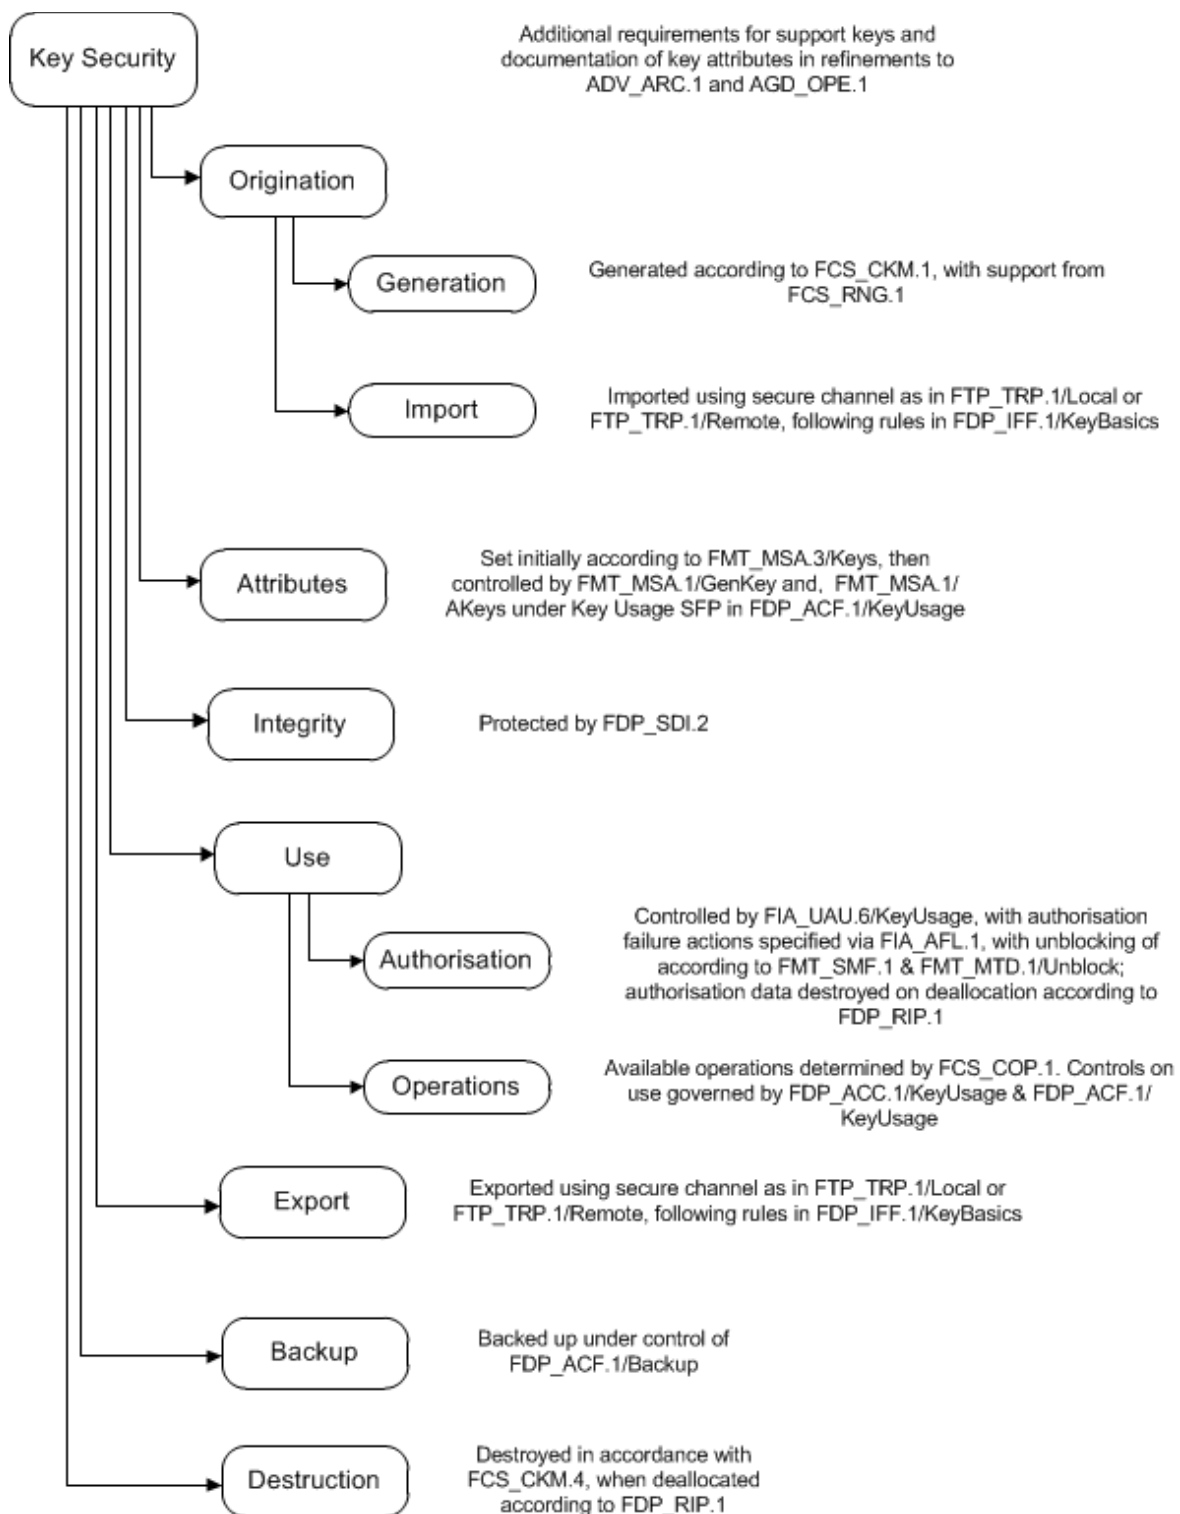 Key Security
Additional requirements for support keys and
documentation of key attributes in refinements to
ADV_ARC.1 and AGD_OPE.1
Origination
Generation
Generated according to FCS_CKM.1, with support from
FCS_RNG.1
Import
Imported using secure channel as in FTP_TRP.1/Local or
FTP_TRP.1/Remote, following rules in FDP_IFF.1/KeyBasics
Attributes
Set initially according to FMT_MSA.3/Keys, then
controlled by FMT_MSA.1/GenKey and, FMT_MSA.1/
AKeys under Key Usage SFP in FDP_ACF.1/KeyUsage
Integrity
Protected by FDP_SDI.2
Use
Authorisation
Controlled by FIA_UAU.6/KeyUsage, with authorisation
failure actions specified via FIA_AFL.1, with unblocking of
according to FMT_SMF.1 & FMT_MTD.1/Unblock;
authorisation data destroyed on deallocation according to
FDP_RIP.1
Operations
Available operations determined by FCS_COP.1. Controls on
use governed by FDP_ACC.1/KeyUsage & FDP_ACF.1/
KeyUsage
Export
Exported using secure channel as in FTP_TRP.1/Local or
FTP_TRP.1/Remote, following rules in FDP_IFF.1/KeyBasics
Backup
Backed up under control of
FDP_ACF.1/Backup
Destruction
Destroyed in accordance with
FCS_CKM.4, when deallocated
according to FDP_RIP.1